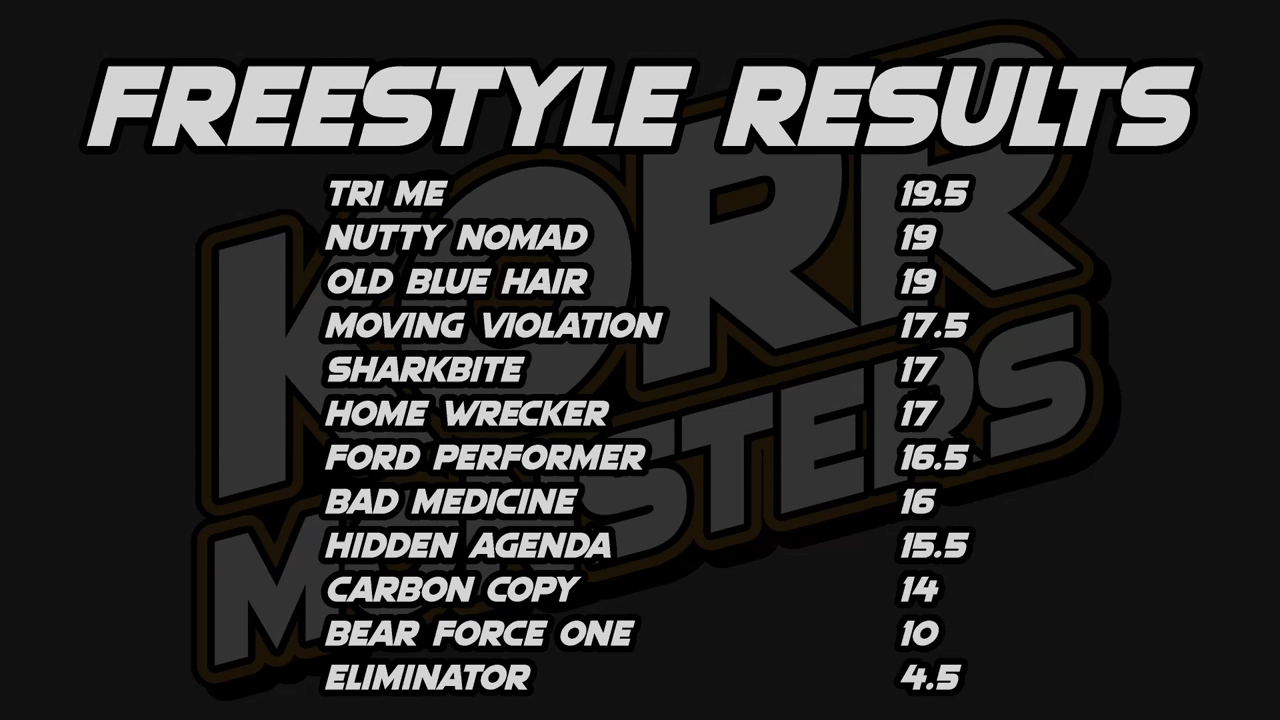 FREESTYLE RESULTS
TRI ME 19.5
NUTTY NOMAD 19
OLD BLUE HAIR 19
MOVING VIOLATION 17.5
SHARKBITE 17
HOME WRECKER 17
FORD PERFORMER 16.5
BAD MEDICINE 16
HIDDEN AGENDA 15.5
CARBON COPY 14
BEAR FORCE ONE 10
ELIMINATOR 4.5
KORR
MONSTERS